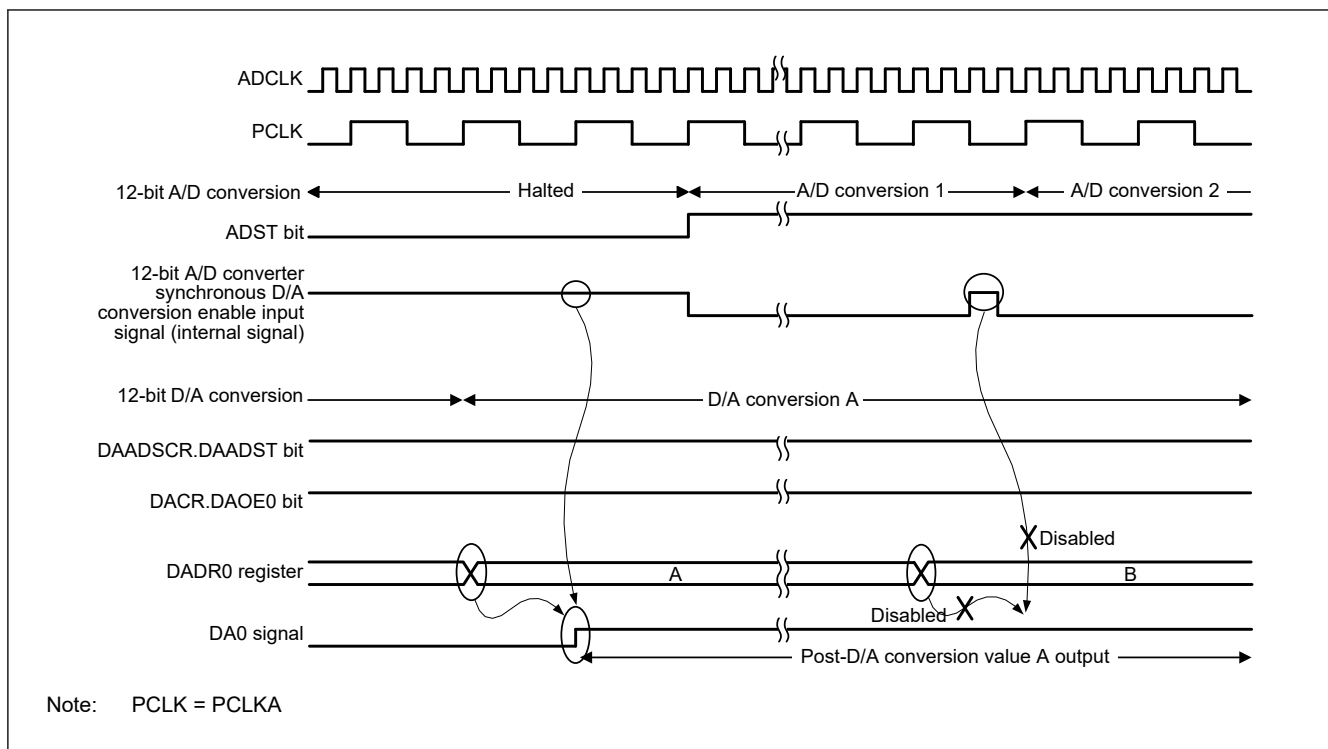 ADCLK
PCLK
12-bit A/D conversion
Halted
A/D conversion 1
A/D conversion 2
ADST bit
12-bit A/D converter
synchronous D/A
conversion enable input
signal (internal signal)
12-bit D/A conversion
D/A conversion A
DAADSCR.DAADST bit
DACR.DAOE0 bit
Disabled
DADR0 register
A
B
Disabled
DA0 signal
Post-D/A conversion value A output
Note: PCLK = PCLKA